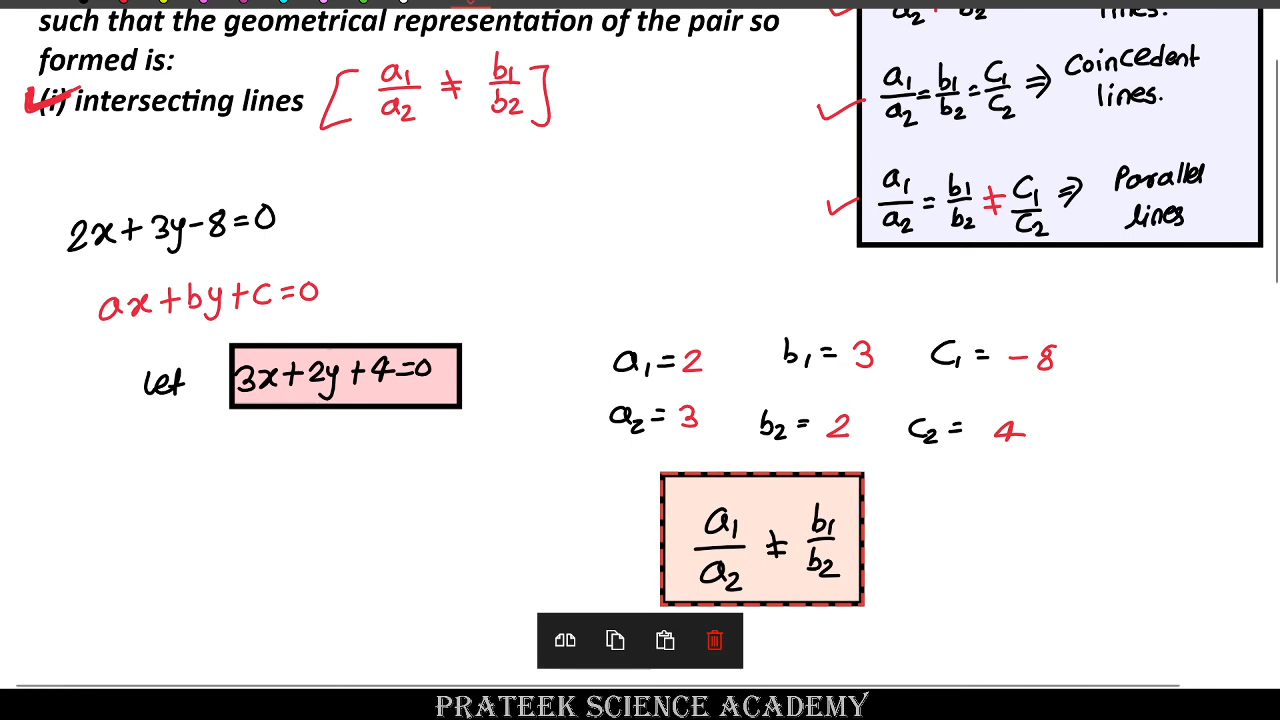 such that the geometrical representation of the pair so
formed is:
(i) intersecting lines [ a₁/a₂ ≠ b₁/b₂ ]
2x + 3y - 8 = 0
ax + by + c = 0
let 3x + 2y + 4 = 0
a₂ b₂ lines.
a₁/a₂ = b₁/b₂ = C₁/C₂ ⇒ Coincedent
lines.
a₁/a₂ = b₁/b₂ ≠ C₁/C₂ ⇒ Parallel
lines
a₁ = 2 b₁ = 3 C₁ = -8
a₂ = 3 b₂ = 2 C₂ = 4
a₁/a₂ ≠ b₁/b₂
PRATEEK SCIENCE ACADEMY